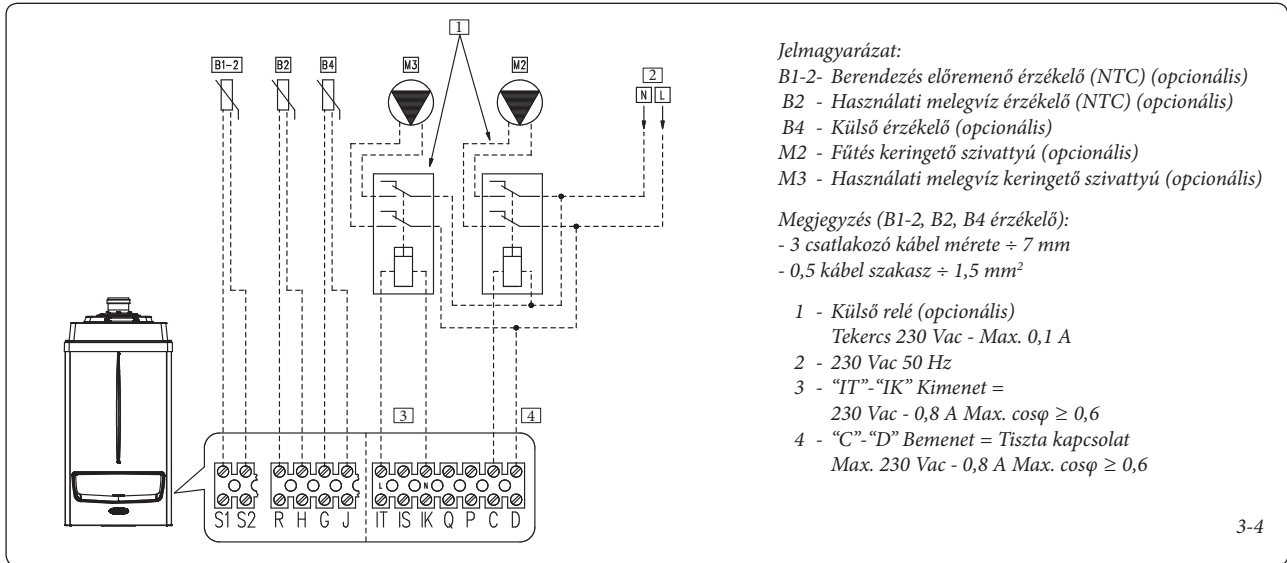 1
B1-2 B2 B4 M3 M2 2
N L
3 4
L N
S1 S2 R H G J IT IS IK Q P C D
Jelmagyarázat:
B1-2- Berendezés előremenő érzékelő (NTC) (opcionális)
B2 - Használati melegvíz érzékelő (NTC) (opcionális)
B4 - Külső érzékelő (opcionális)
M2 - Fűtés keringető szivattyú (opcionális)
M3 - Használati melegvíz keringető szivattyú (opcionális)
Megjegyzés (B1-2, B2, B4 érzékelő):
- 3 csatlakozó kábel mérete ÷ 7 mm
- 0,5 kábel szakasz ÷ 1,5 mm²
1 - Külső relé (opcionális)
Tekercs 230 Vac - Max. 0,1 A
2 - 230 Vac 50 Hz
3 - “IT”-“IK” Kimenet =
230 Vac - 0,8 A Max. cosφ ≥ 0,6
4 - “C”-“D” Bemenet = Tiszta kapcsolat
Max. 230 Vac - 0,8 A Max. cosφ ≥ 0,6
3-4